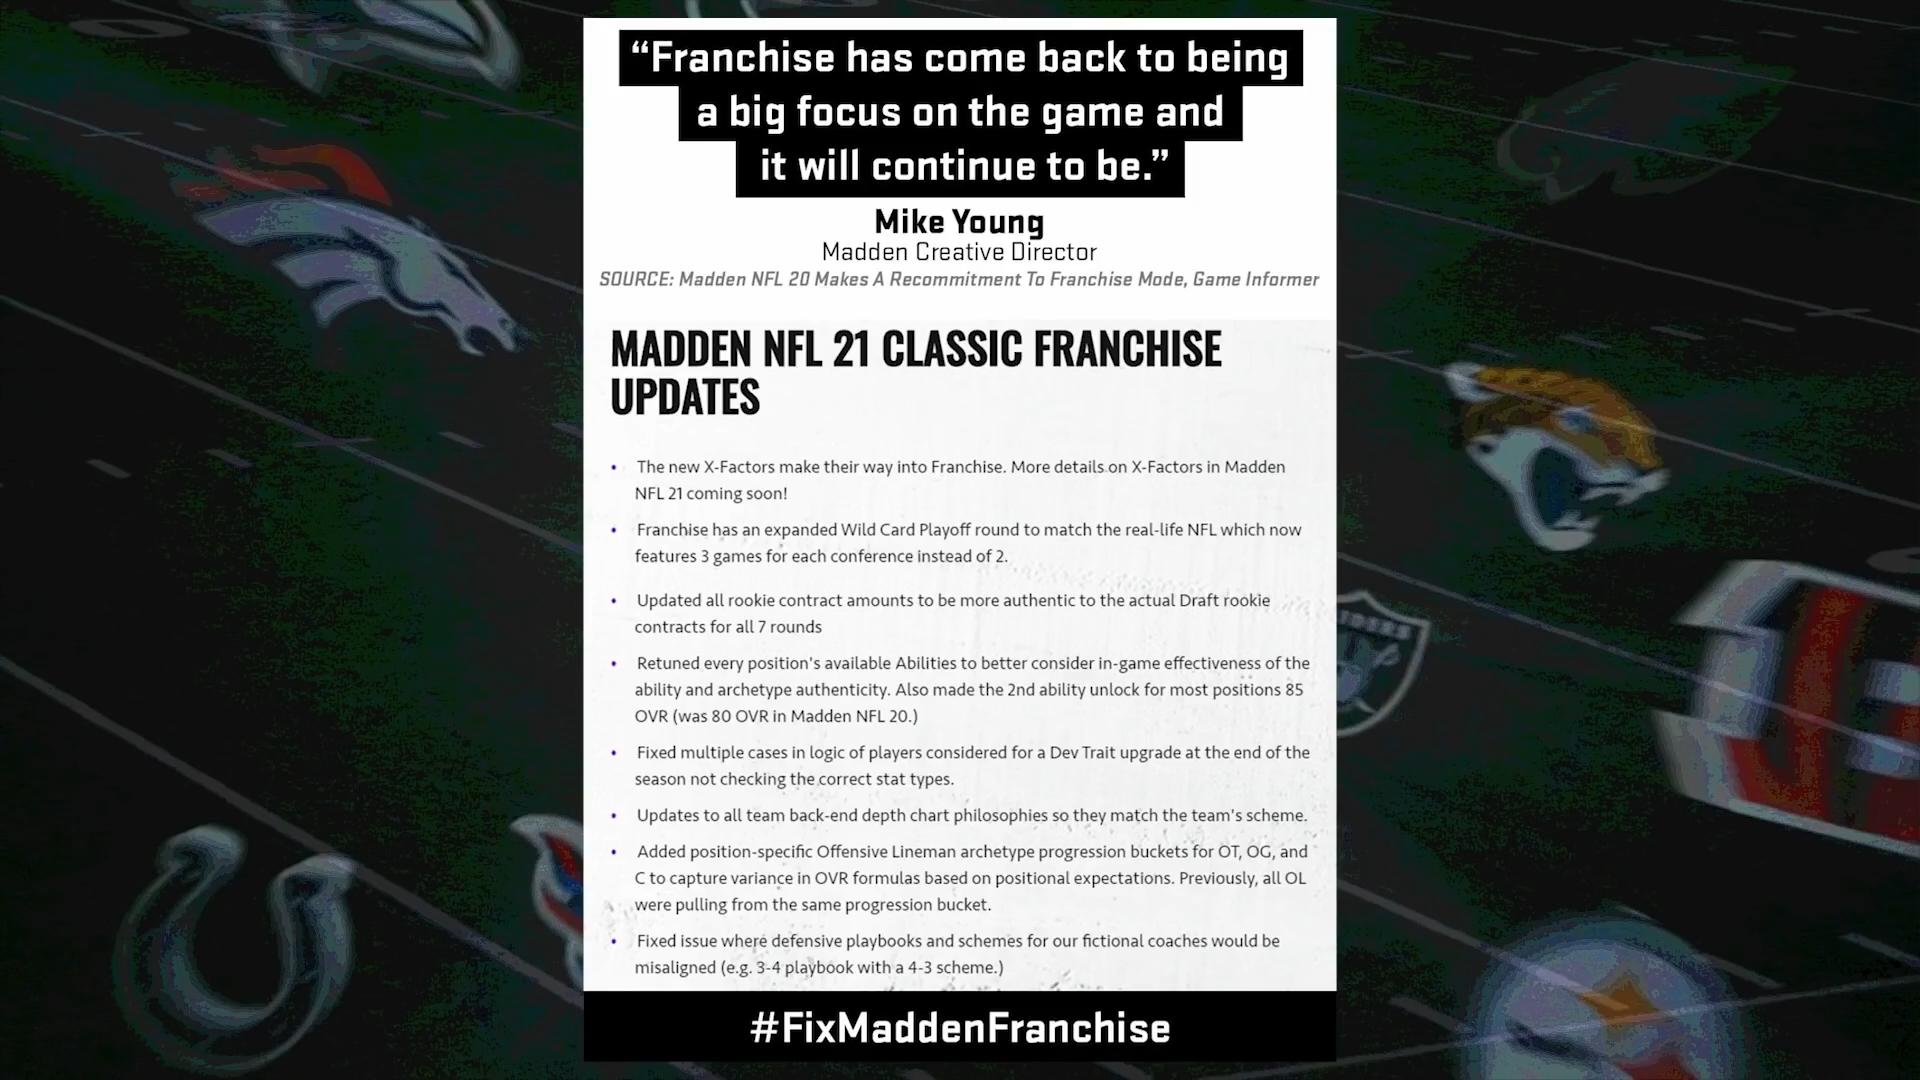 “Franchise has come back to being
a big focus on the game and
it will continue to be.”
Mike Young
Madden Creative Director
SOURCE: Madden NFL 20 Makes A Recommitment To Franchise Mode, Game Informer
MADDEN NFL 21 CLASSIC FRANCHISE
UPDATES
• The new X-Factors make their way into Franchise. More details on X-Factors in Madden
NFL 21 coming soon!
• Franchise has an expanded Wild Card Playoff round to match the real-life NFL which now
features 3 games for each conference instead of 2.
• Updated all rookie contract amounts to be more authentic to the actual Draft rookie
contracts for all 7 rounds
• Retuned every position's available Abilities to better consider in-game effectiveness of the
ability and archetype authenticity. Also made the 2nd ability unlock for most positions 85
OVR (was 80 OVR in Madden NFL 20.)
• Fixed multiple cases in logic of players considered for a Dev Trait upgrade at the end of the
season not checking the correct stat types.
• Updates to all team back-end depth chart philosophies so they match the team's scheme.
• Added position-specific Offensive Lineman archetype progression buckets for OT, OG, and
C to capture variance in OVR formulas based on positional expectations. Previously, all OL
were pulling from the same progression bucket.
• Fixed issue where defensive playbooks and schemes for our fictional coaches would be
misaligned (e.g. 3-4 playbook with a 4-3 scheme.)
#FixMaddenFranchise